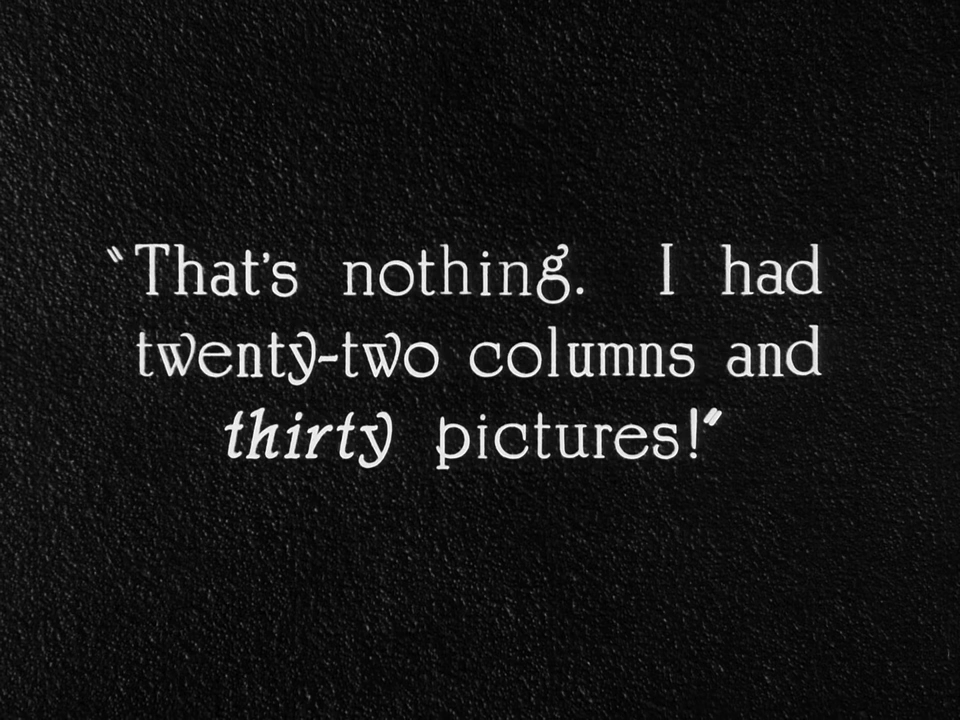 “That's nothing. I had
twenty-two columns and
thirty pictures!”